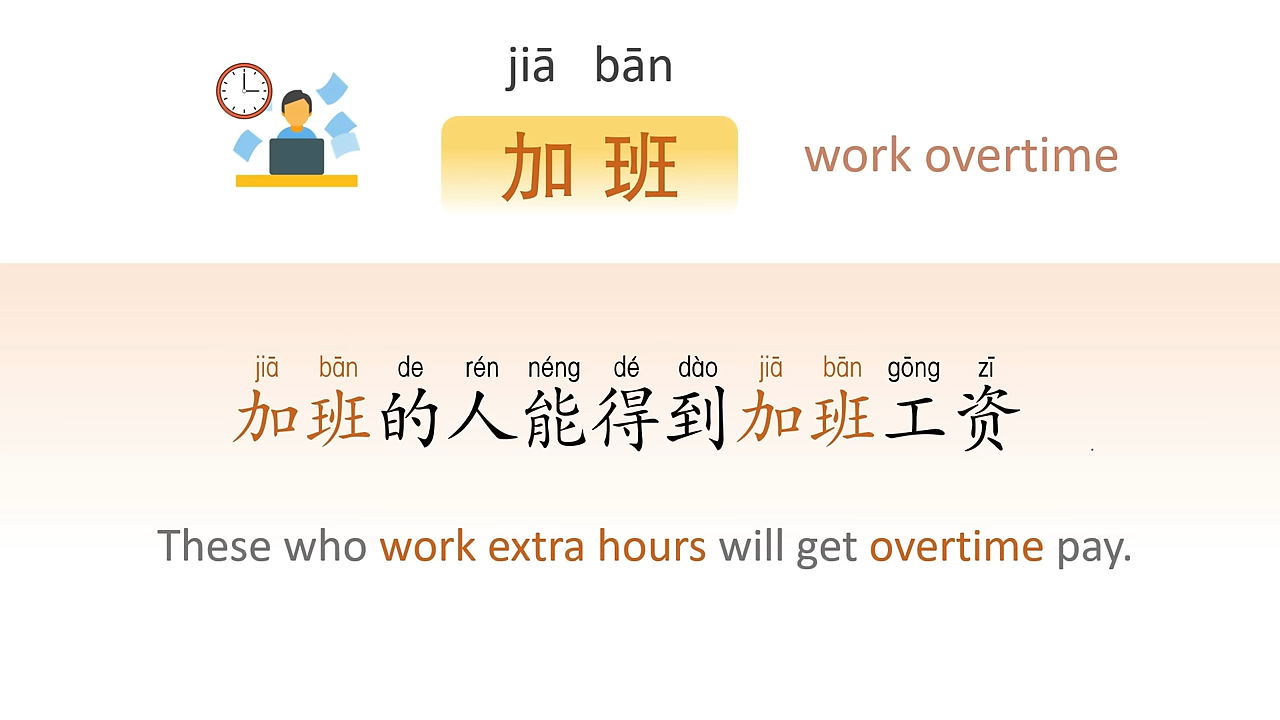 jiā bān
加班
work overtime
jiā bān de rén néng dé dào jiā bān gōng zī
加班的人能得到加班工资
These who work extra hours will get overtime pay.